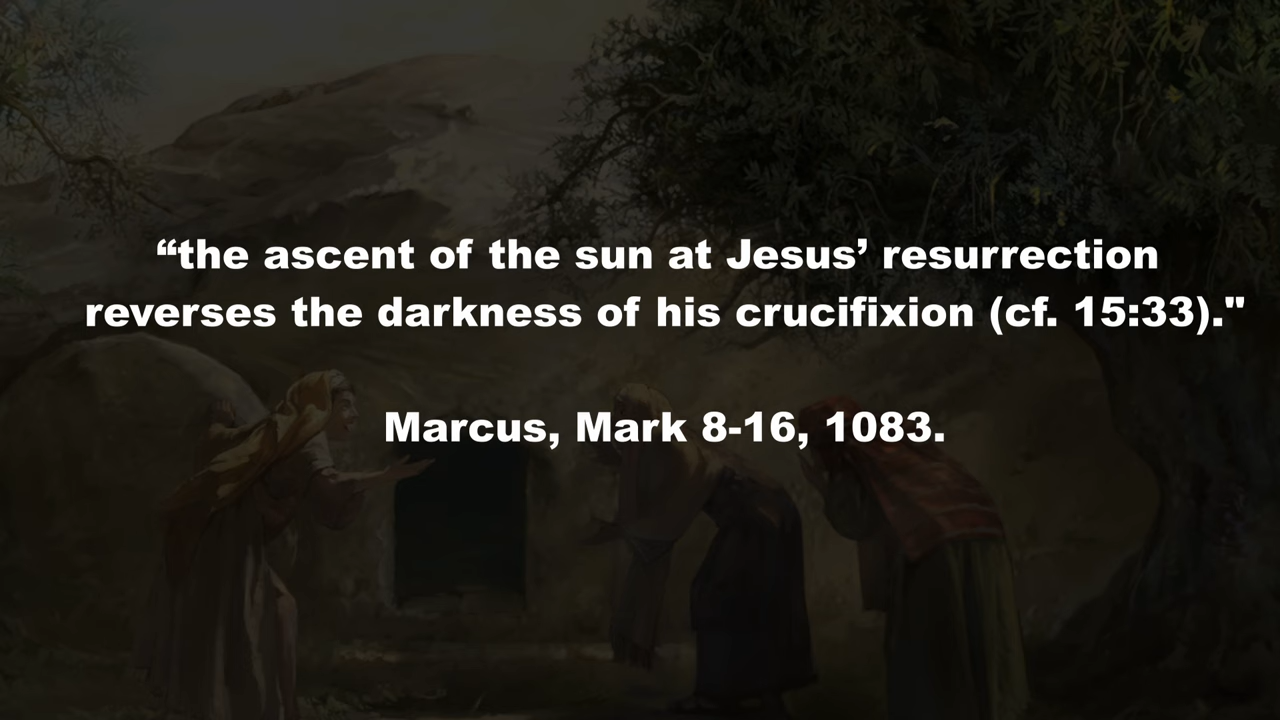 “the ascent of the sun at Jesus’ resurrection
reverses the darkness of his crucifixion (cf. 15:33)."
Marcus, Mark 8-16, 1083.